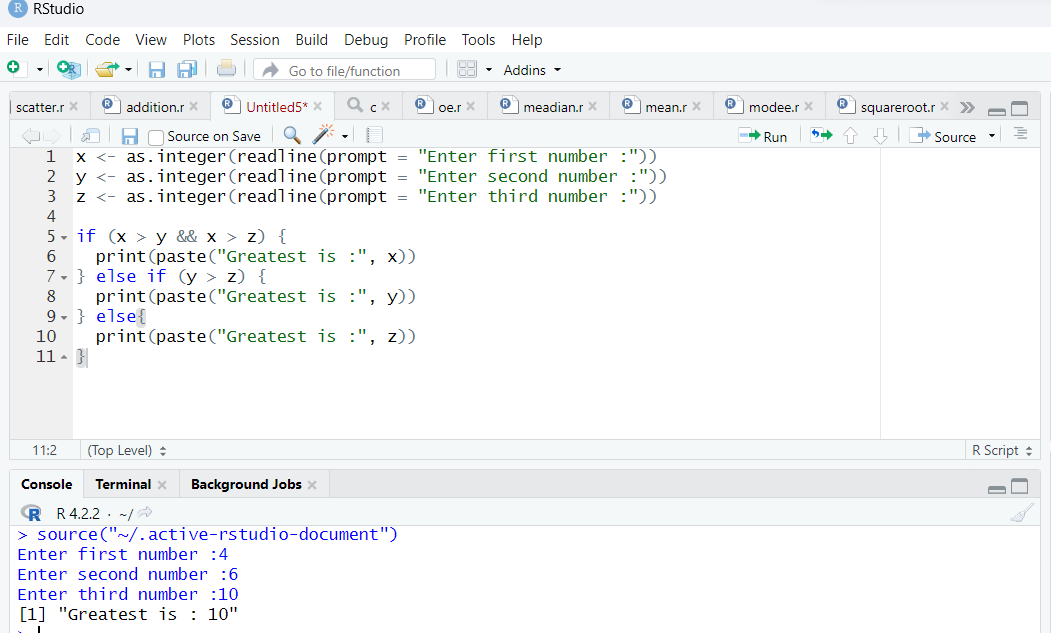 RStudio
File Edit Code View Plots Session Build Debug Profile Tools Help
Go to file/function Addins
scatter.r addition.r Untitled5* c oe.r meadian.r mean.r modee.r squareroot.r
Source on Save Run Source
1 x <- as.integer(readline(prompt = "Enter first number :"))
2 y <- as.integer(readline(prompt = "Enter second number :"))
3 z <- as.integer(readline(prompt = "Enter third number :"))
4
5 if (x > y && x > z) {
6   print(paste("Greatest is :", x))
7 } else if (y > z) {
8   print(paste("Greatest is :", y))
9 } else{
10   print(paste("Greatest is :", z))
11 }
11:2 (Top Level) R Script
Console Terminal Background Jobs
R 4.2.2 · ~/
> source("~/.active-rstudio-document")
Enter first number :4
Enter second number :6
Enter third number :10
[1] "Greatest is : 10"
>